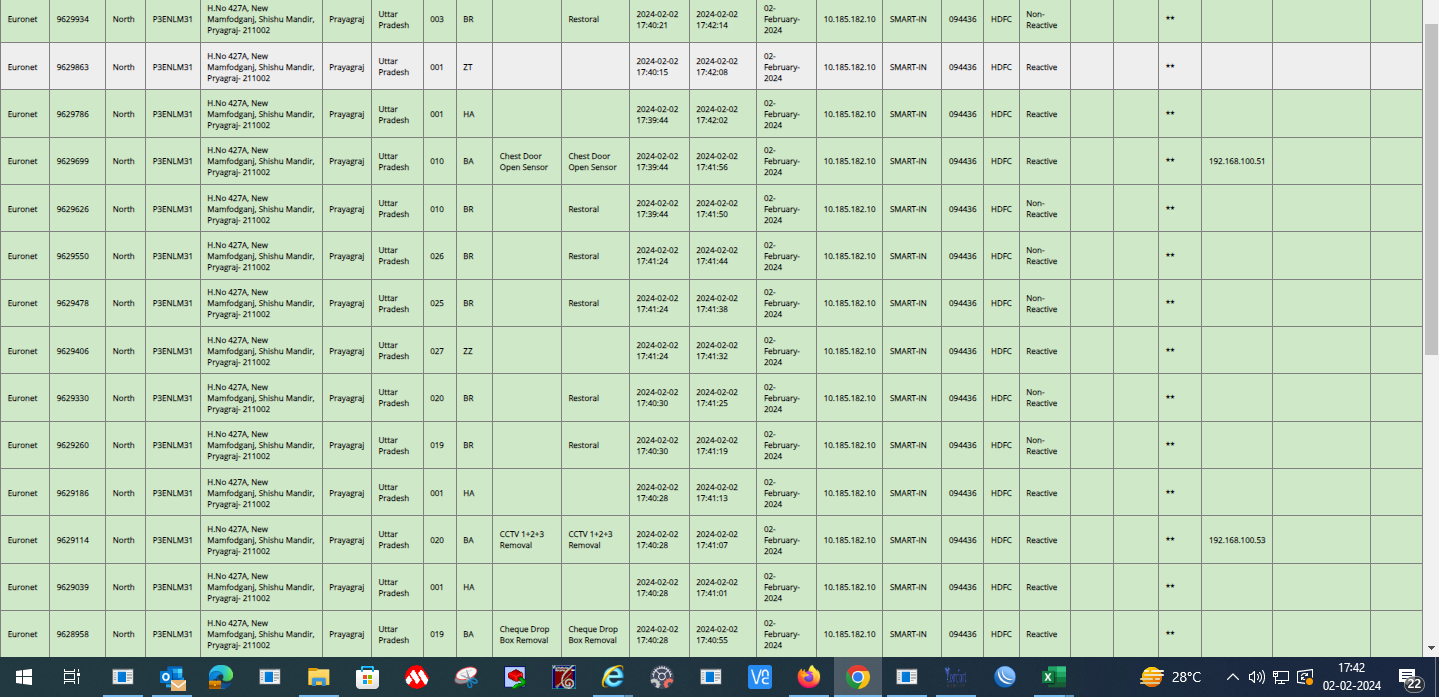 Euronet 9629934 North P3ENLM31 H.No 427A, New Mamfodganj, Shishu Mandir, Pryagraj- 211002 Prayagraj Uttar Pradesh 003 BR Restoral 2024-02-02 17:40:21 2024-02-02 17:42:14 02-February-2024 10.185.182.10 SMART-IN 094436 HDFC Non-Reactive **
Euronet 9629863 North P3ENLM31 H.No 427A, New Mamfodganj, Shishu Mandir, Pryagraj- 211002 Prayagraj Uttar Pradesh 001 ZT 2024-02-02 17:40:15 2024-02-02 17:42:08 02-February-2024 10.185.182.10 SMART-IN 094436 HDFC Reactive **
Euronet 9629786 North P3ENLM31 H.No 427A, New Mamfodganj, Shishu Mandir, Pryagraj- 211002 Prayagraj Uttar Pradesh 001 HA 2024-02-02 17:39:44 2024-02-02 17:42:02 02-February-2024 10.185.182.10 SMART-IN 094436 HDFC Reactive **
Euronet 9629699 North P3ENLM31 H.No 427A, New Mamfodganj, Shishu Mandir, Pryagraj- 211002 Prayagraj Uttar Pradesh 010 BA Chest Door Open Sensor Chest Door Open Sensor 2024-02-02 17:39:44 2024-02-02 17:41:56 02-February-2024 10.185.182.10 SMART-IN 094436 HDFC Reactive ** 192.168.100.51
Euronet 9629626 North P3ENLM31 H.No 427A, New Mamfodganj, Shishu Mandir, Pryagraj- 211002 Prayagraj Uttar Pradesh 010 BR Restoral 2024-02-02 17:39:44 2024-02-02 17:41:50 02-February-2024 10.185.182.10 SMART-IN 094436 HDFC Non-Reactive **
Euronet 9629550 North P3ENLM31 H.No 427A, New Mamfodganj, Shishu Mandir, Pryagraj- 211002 Prayagraj Uttar Pradesh 026 BR Restoral 2024-02-02 17:41:24 2024-02-02 17:41:44 02-February-2024 10.185.182.10 SMART-IN 094436 HDFC Non-Reactive **
Euronet 9629478 North P3ENLM31 H.No 427A, New Mamfodganj, Shishu Mandir, Pryagraj- 211002 Prayagraj Uttar Pradesh 025 BR Restoral 2024-02-02 17:41:24 2024-02-02 17:41:38 02-February-2024 10.185.182.10 SMART-IN 094436 HDFC Non-Reactive **
Euronet 9629406 North P3ENLM31 H.No 427A, New Mamfodganj, Shishu Mandir, Pryagraj- 211002 Prayagraj Uttar Pradesh 027 ZZ 2024-02-02 17:41:24 2024-02-02 17:41:32 02-February-2024 10.185.182.10 SMART-IN 094436 HDFC Reactive **
Euronet 9629330 North P3ENLM31 H.No 427A, New Mamfodganj, Shishu Mandir, Pryagraj- 211002 Prayagraj Uttar Pradesh 020 BR Restoral 2024-02-02 17:40:30 2024-02-02 17:41:25 02-February-2024 10.185.182.10 SMART-IN 094436 HDFC Non-Reactive **
Euronet 9629260 North P3ENLM31 H.No 427A, New Mamfodganj, Shishu Mandir, Pryagraj- 211002 Prayagraj Uttar Pradesh 019 BR Restoral 2024-02-02 17:40:30 2024-02-02 17:41:19 02-February-2024 10.185.182.10 SMART-IN 094436 HDFC Non-Reactive **
Euronet 9629186 North P3ENLM31 H.No 427A, New Mamfodganj, Shishu Mandir, Pryagraj- 211002 Prayagraj Uttar Pradesh 001 HA 2024-02-02 17:40:28 2024-02-02 17:41:13 02-February-2024 10.185.182.10 SMART-IN 094436 HDFC Reactive **
Euronet 9629114 North P3ENLM31 H.No 427A, New Mamfodganj, Shishu Mandir, Pryagraj- 211002 Prayagraj Uttar Pradesh 020 BA CCTV 1+2+3 Removal CCTV 1+2+3 Removal 2024-02-02 17:40:28 2024-02-02 17:41:07 02-February-2024 10.185.182.10 SMART-IN 094436 HDFC Reactive ** 192.168.100.53
Euronet 9629039 North P3ENLM31 H.No 427A, New Mamfodganj, Shishu Mandir, Pryagraj- 211002 Prayagraj Uttar Pradesh 001 HA 2024-02-02 17:40:28 2024-02-02 17:41:01 02-February-2024 10.185.182.10 SMART-IN 094436 HDFC Reactive **
Euronet 9628958 North P3ENLM31 H.No 427A, New Mamfodganj, Shishu Mandir, Pryagraj- 211002 Prayagraj Uttar Pradesh 019 BA Cheque Drop Box Removal Cheque Drop Box Removal 2024-02-02 17:40:28 2024-02-02 17:40:55 02-February-2024 10.185.182.10 SMART-IN 094436 HDFC Reactive **
28°C 17:42
02-02-2024 22